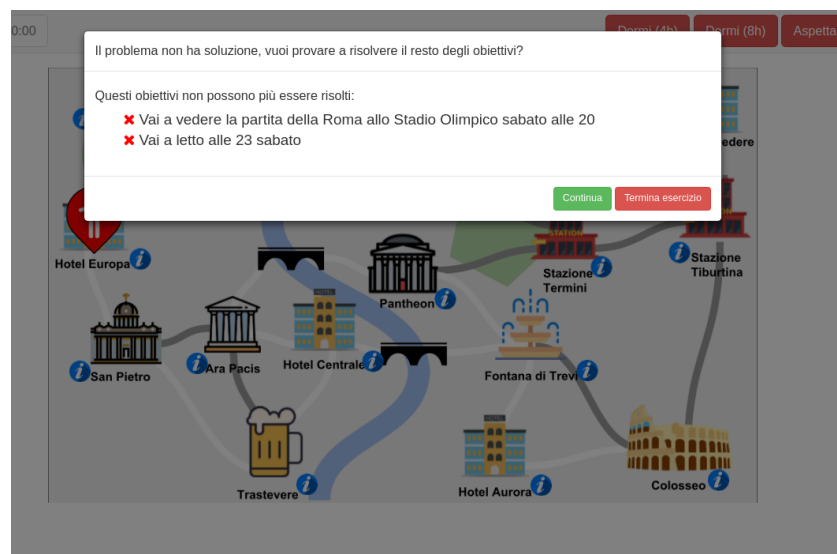 0:00
Dormi (4h)
Dormi (8h)
Aspetta
Il problema non ha soluzione, vuoi provare a risolvere il resto degli obiettivi?
Questi obiettivi non possono più essere risolti:
Vai a vedere la partita della Roma allo Stadio Olimpico sabato alle 20
Vai a letto alle 23 sabato
Continua
Termina esercizio
Hotel Europa
STATION
Pantheon
Stazione
Termini
Stazione
Tiburtina
San Pietro
Ara Pacis
Hotel Centrale
Fontana di Trevi
Trastevere
HOTEL
Hotel Aurora
Colosseo